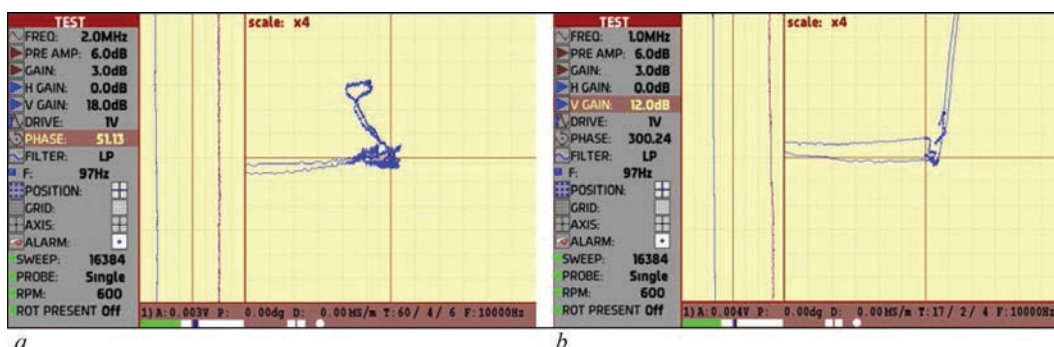 TEST
FREQ: 2.0MHz
PRE AMP: 6.0dB
GAIN: 3.0dB
H GAIN: 0.0dB
V GAIN: 18.0dB
DRIVE: 1V
PHASE: 51.13
FILTER: LP
F: 97Hz
POSITION:
GRID:
AXIS:
ALARM:
SWEEP: 16384
PROBE: Single
RPM: 600
ROT PRESENT Off
scale: x4
1) A: 0.003V P: 0.00dg D: 0.00MS/m T:60/ 4/ 6 F:10000Hz
a
TEST
FREQ: 1.0MHz
PRE AMP: 6.0dB
GAIN: 3.0dB
H GAIN: 0.0dB
V GAIN: 12.0dB
DRIVE: 1V
PHASE: 300.24
FILTER: LP
F: 97Hz
POSITION:
GRID:
AXIS:
ALARM:
SWEEP: 16384
PROBE: Single
RPM: 600
ROT PRESENT Off
scale: x4
1) A: 0.004V P: 0.00dg D: 0.00MS/m T:17/ 2/ 4 F:10000Hz
b